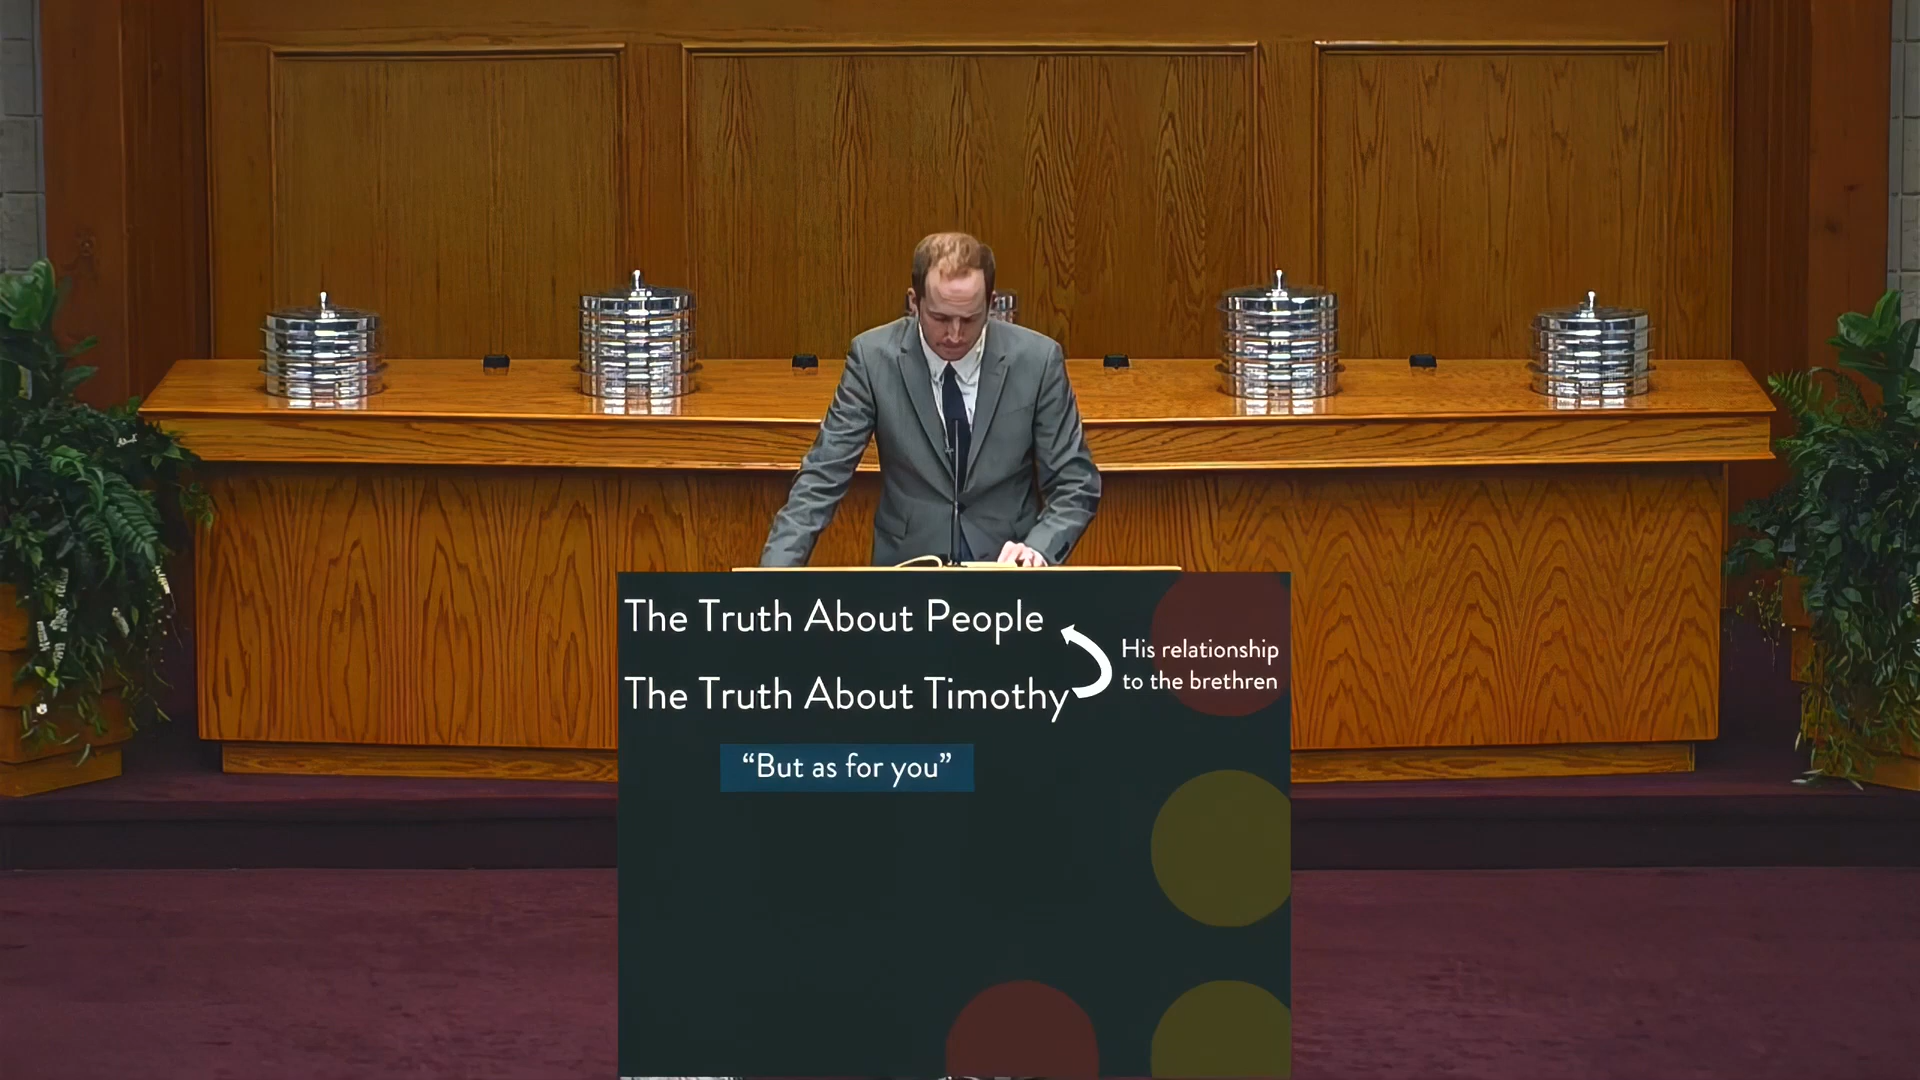 The Truth About People
His relationship
to the brethren
The Truth About Timothy
“But as for you”